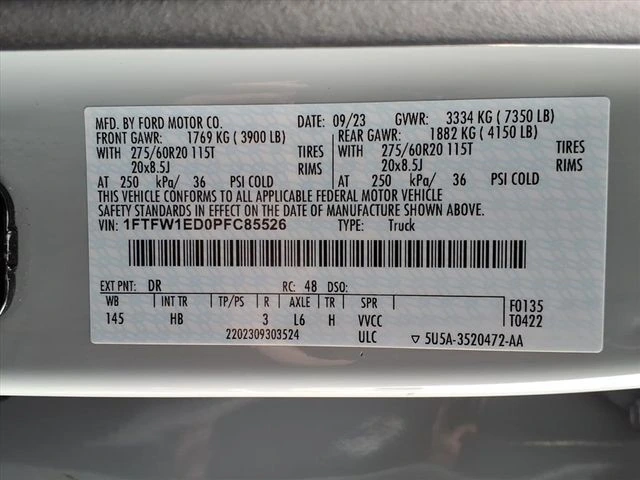 MFD. BY FORD MOTOR CO. DATE: 09/23 GVWR: 3334 KG ( 7350 LB)
FRONT GAWR: 1769 KG ( 3900 LB) REAR GAWR: 1882 KG ( 4150 LB)
WITH 275/60R20 115T TIRES WITH 275/60R20 115T TIRES
20x8.5J RIMS 20x8.5J RIMS
AT 250 kPa/ 36 PSI COLD AT 250 kPa/ 36 PSI COLD
THIS VEHICLE CONFORMS TO ALL APPLICABLE FEDERAL MOTOR VEHICLE
SAFETY STANDARDS IN EFFECT ON THE DATE OF MANUFACTURE SHOWN ABOVE.
VIN: 1FTFW1ED0PFC85526 TYPE: Truck
EXT PNT: DR RC: 48 DSO:
WB INT TR TP/PS R AXLE TR SPR F0135
145 HB 3 L6 H VVCC T0422
2202309303524 ULC ▽ 5U5A-3520472-AA